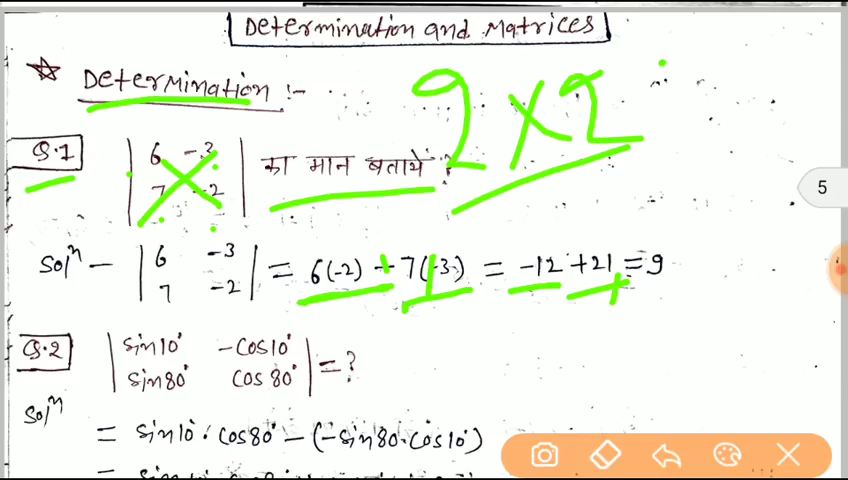 Determination and Matrices
☆ Determination :-
2 × 2
Q.1 | 6 -3 | का मान बतायें ?
| 7 -2 |
Solⁿ - | 6 -3 | = 6(-2) - 7(-3) = -12 + 21 = 9
| 7 -2 |
5
Q.2 | sin10° -cos10° | = ?
| sin80° cos80° |
Solⁿ
= sin10°. cos80° - (-sin80°.cos10°)